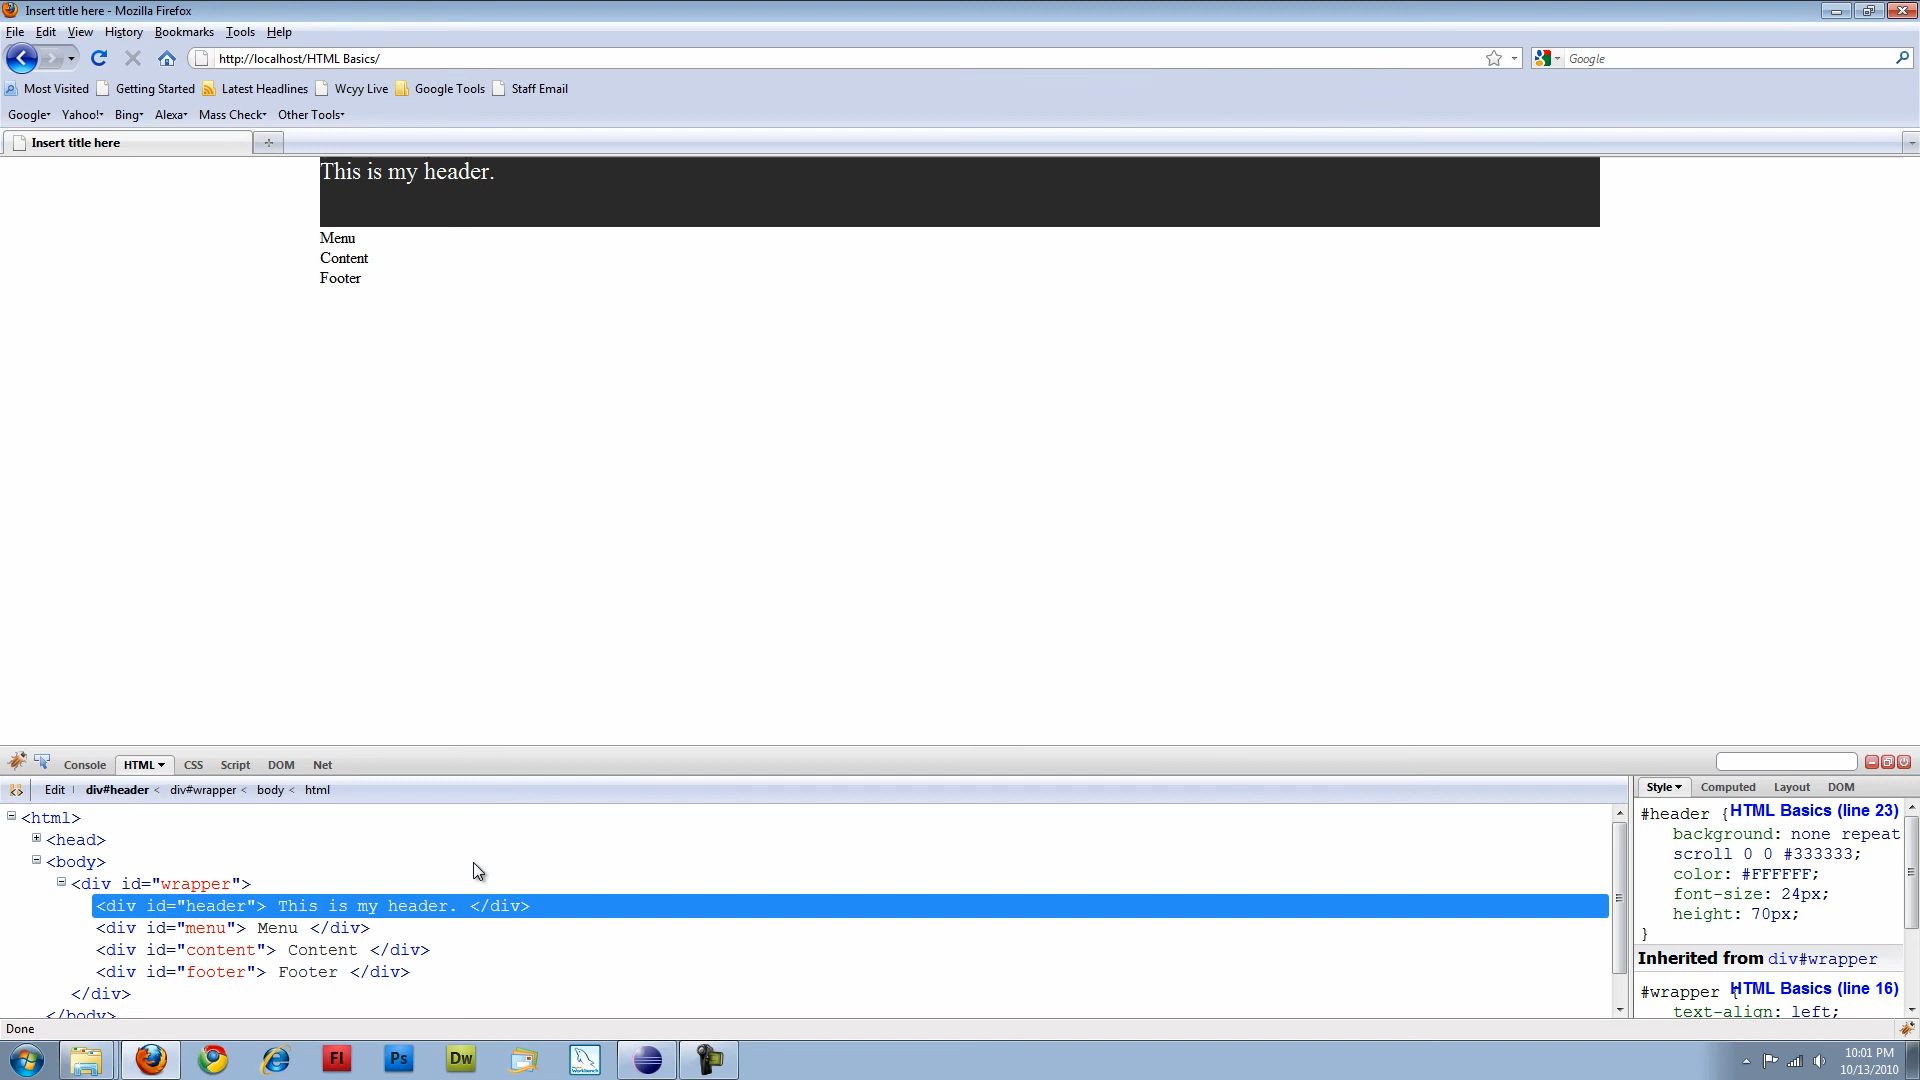 Insert title here - Mozilla Firefox
File Edit View History Bookmarks Tools Help
http://localhost/HTML Basics/
Google
Most Visited Getting Started Latest Headlines Wcyy Live Google Tools Staff Email
Google Yahoo! Bing Alexa Mass Check Other Tools
Insert title here
This is my header.
Menu
Content
Footer
Console HTML CSS Script DOM Net
Edit div#header < div#wrapper < body < html
Style Computed Layout DOM
<html>
<head>
<body>
<div id="wrapper">
<div id="header"> This is my header. </div>
<div id="menu"> Menu </div>
<div id="content"> Content </div>
<div id="footer"> Footer </div>
</div>
</body>
#header { HTML Basics (line 23)
background: none repeat
scroll 0 0 #333333;
color: #FFFFFF;
font-size: 24px;
height: 70px;
}
Inherited from div#wrapper
#wrapper { HTML Basics (line 16)
text-align: left;
Done
Fl Ps Dw
Workbench
10:01 PM
10/13/2010